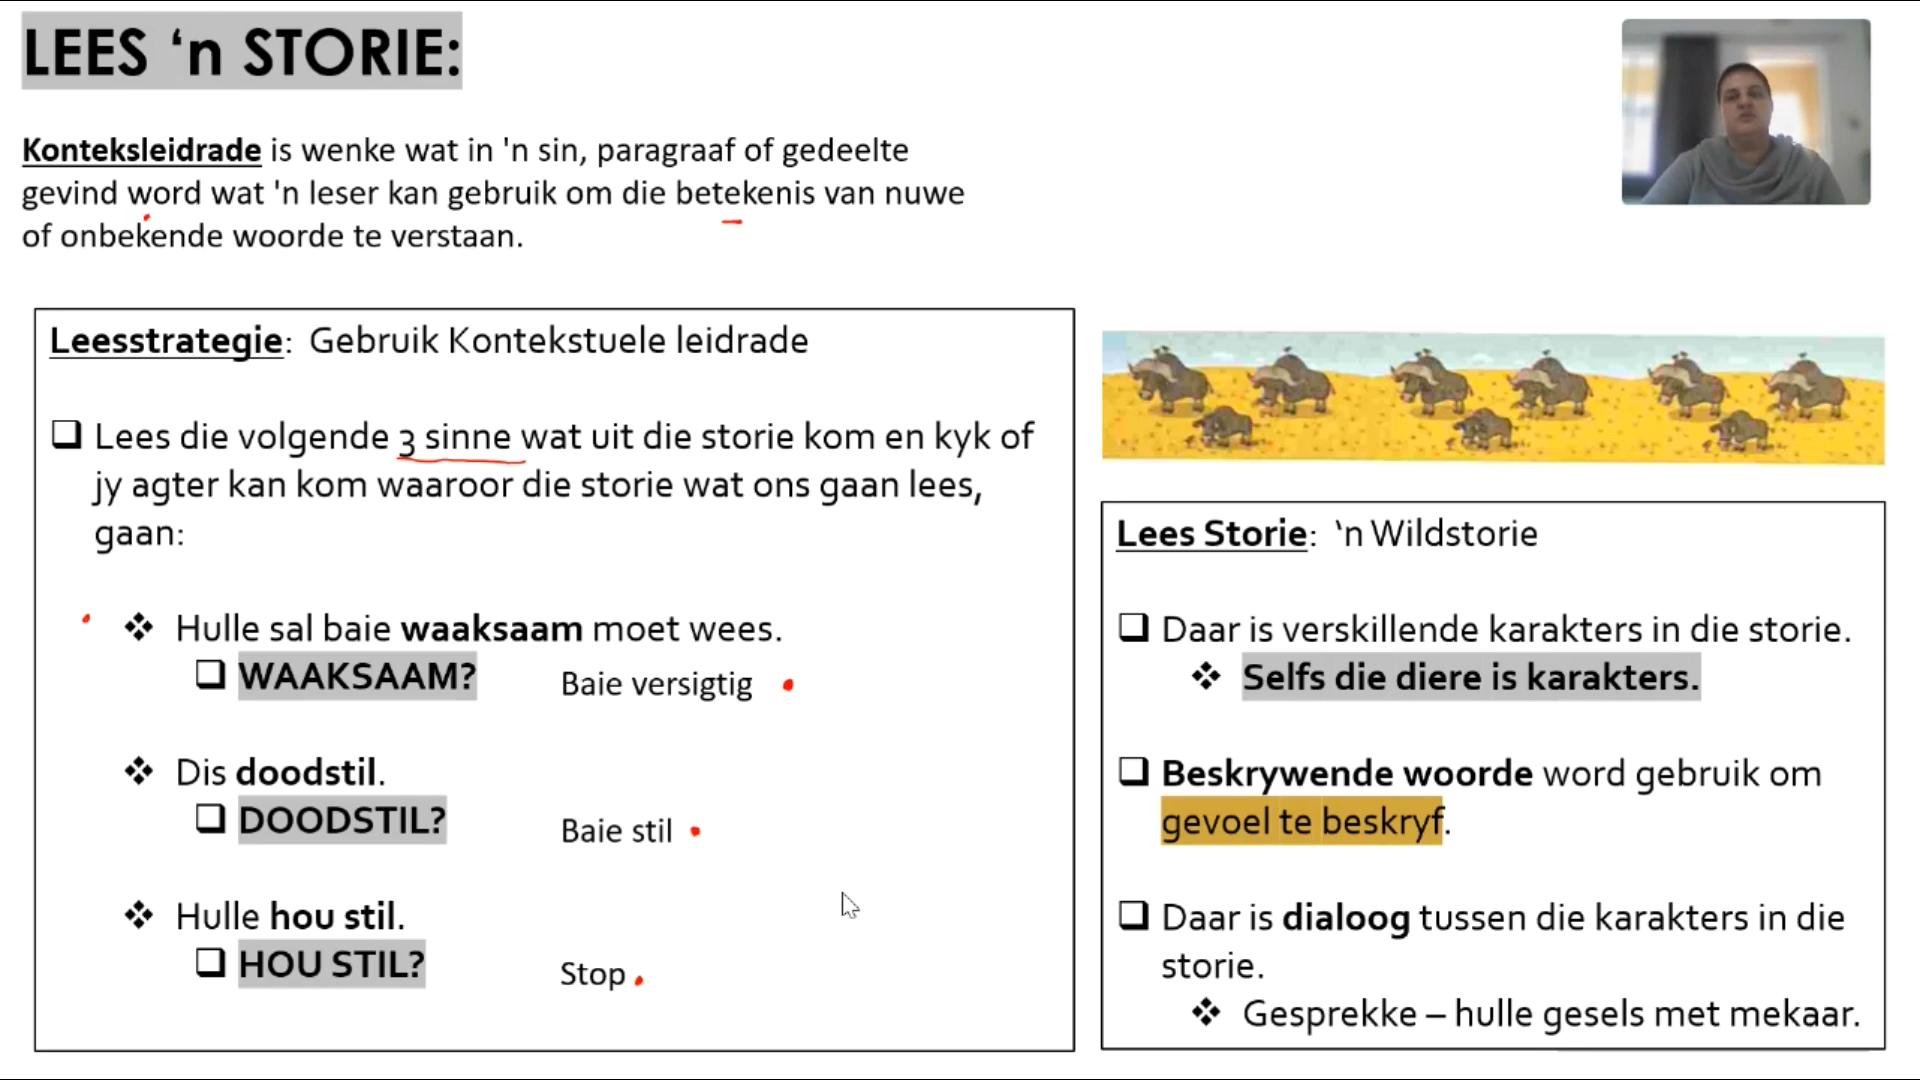 LEES ‘n STORIE:
Konteksleidrade is wenke wat in 'n sin, paragraaf of gedeelte
gevind word wat 'n leser kan gebruik om die betekenis van nuwe
of onbekende woorde te verstaan.
Leesstrategie: Gebruik Kontekstuele leidrade
❑ Lees die volgende 3 sinne wat uit die storie kom en kyk of
jy agter kan kom waaroor die storie wat ons gaan lees,
gaan:
❖ Hulle sal baie waaksaam moet wees.
❑ WAAKSAAM? Baie versigtig
❖ Dis doodstil.
❑ DOODSTIL? Baie stil
❖ Hulle hou stil.
❑ HOU STIL? Stop
Lees Storie: ‘n Wildstorie
❑ Daar is verskillende karakters in die storie.
❖ Selfs die diere is karakters.
❑ Beskrywende woorde word gebruik om
gevoel te beskryf.
❑ Daar is dialoog tussen die karakters in die
storie.
❖ Gesprekke – hulle gesels met mekaar.